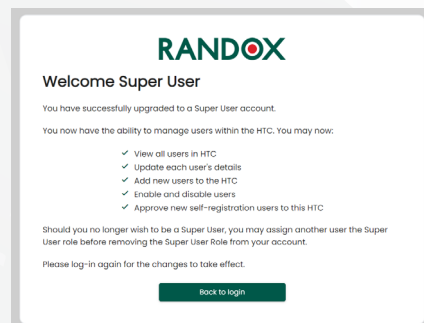 RANDOX
Welcome Super User
You have successfully upgraded to a Super User account.
You now have the ability to manage users within the HTC. You may now:
✓ View all users in HTC
✓ Update each user's details
✓ Add new users to the HTC
✓ Enable and disable users
✓ Approve new self-registration users to this HTC
Should you no longer wish to be a Super User, you may assign another user the Super
User role before removing the Super User Role from your account.
Please log-in again for the changes to take effect.
Back to login